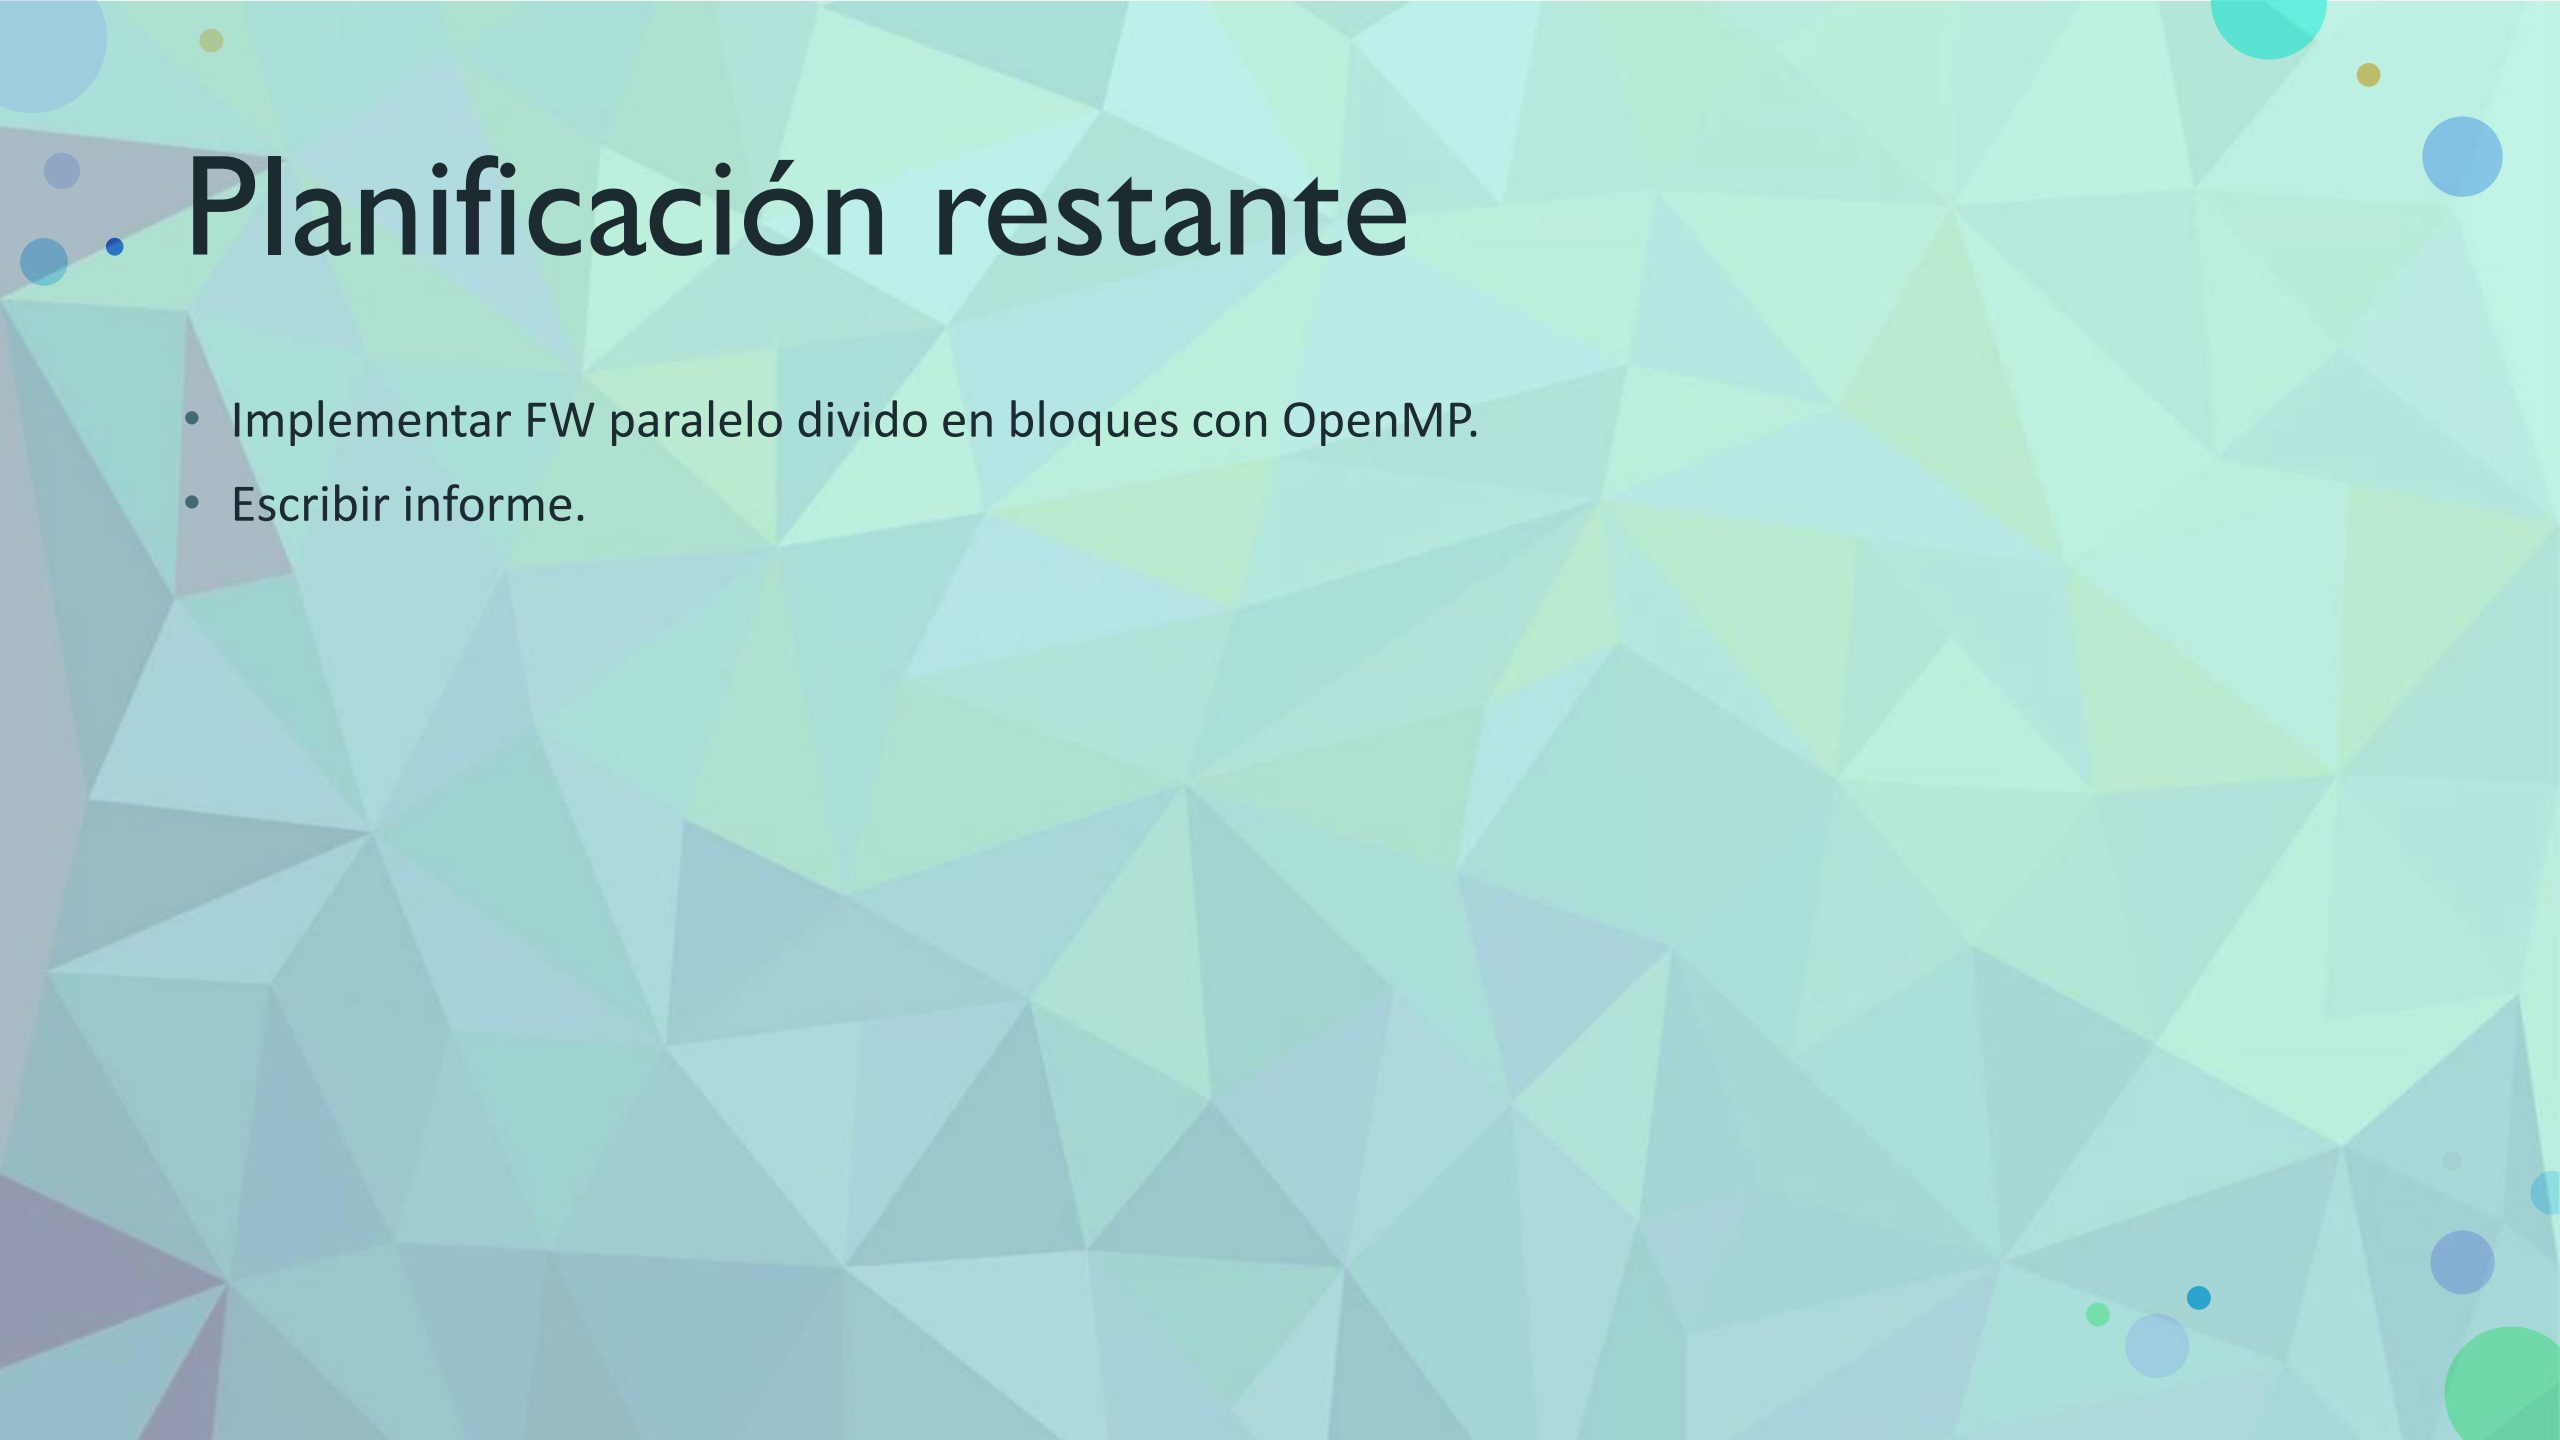 Planificación restante
• Implementar FW paralelo divido en bloques con OpenMP.
• Escribir informe.